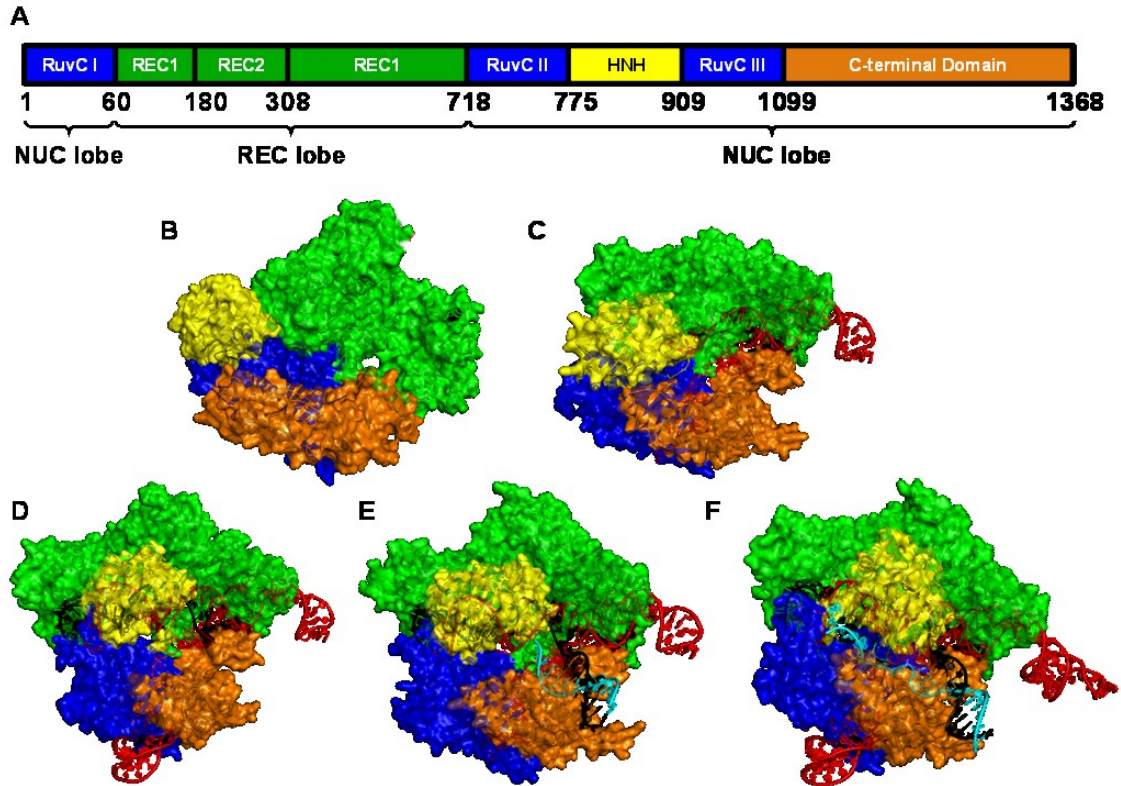 A
RuvC I REC1 REC2 REC1 RuvC II HNH RuvC III C-terminal Domain
1 60 180 308 718 775 909 1099 1368
NUC lobe REC lobe NUC lobe
B C
D E F